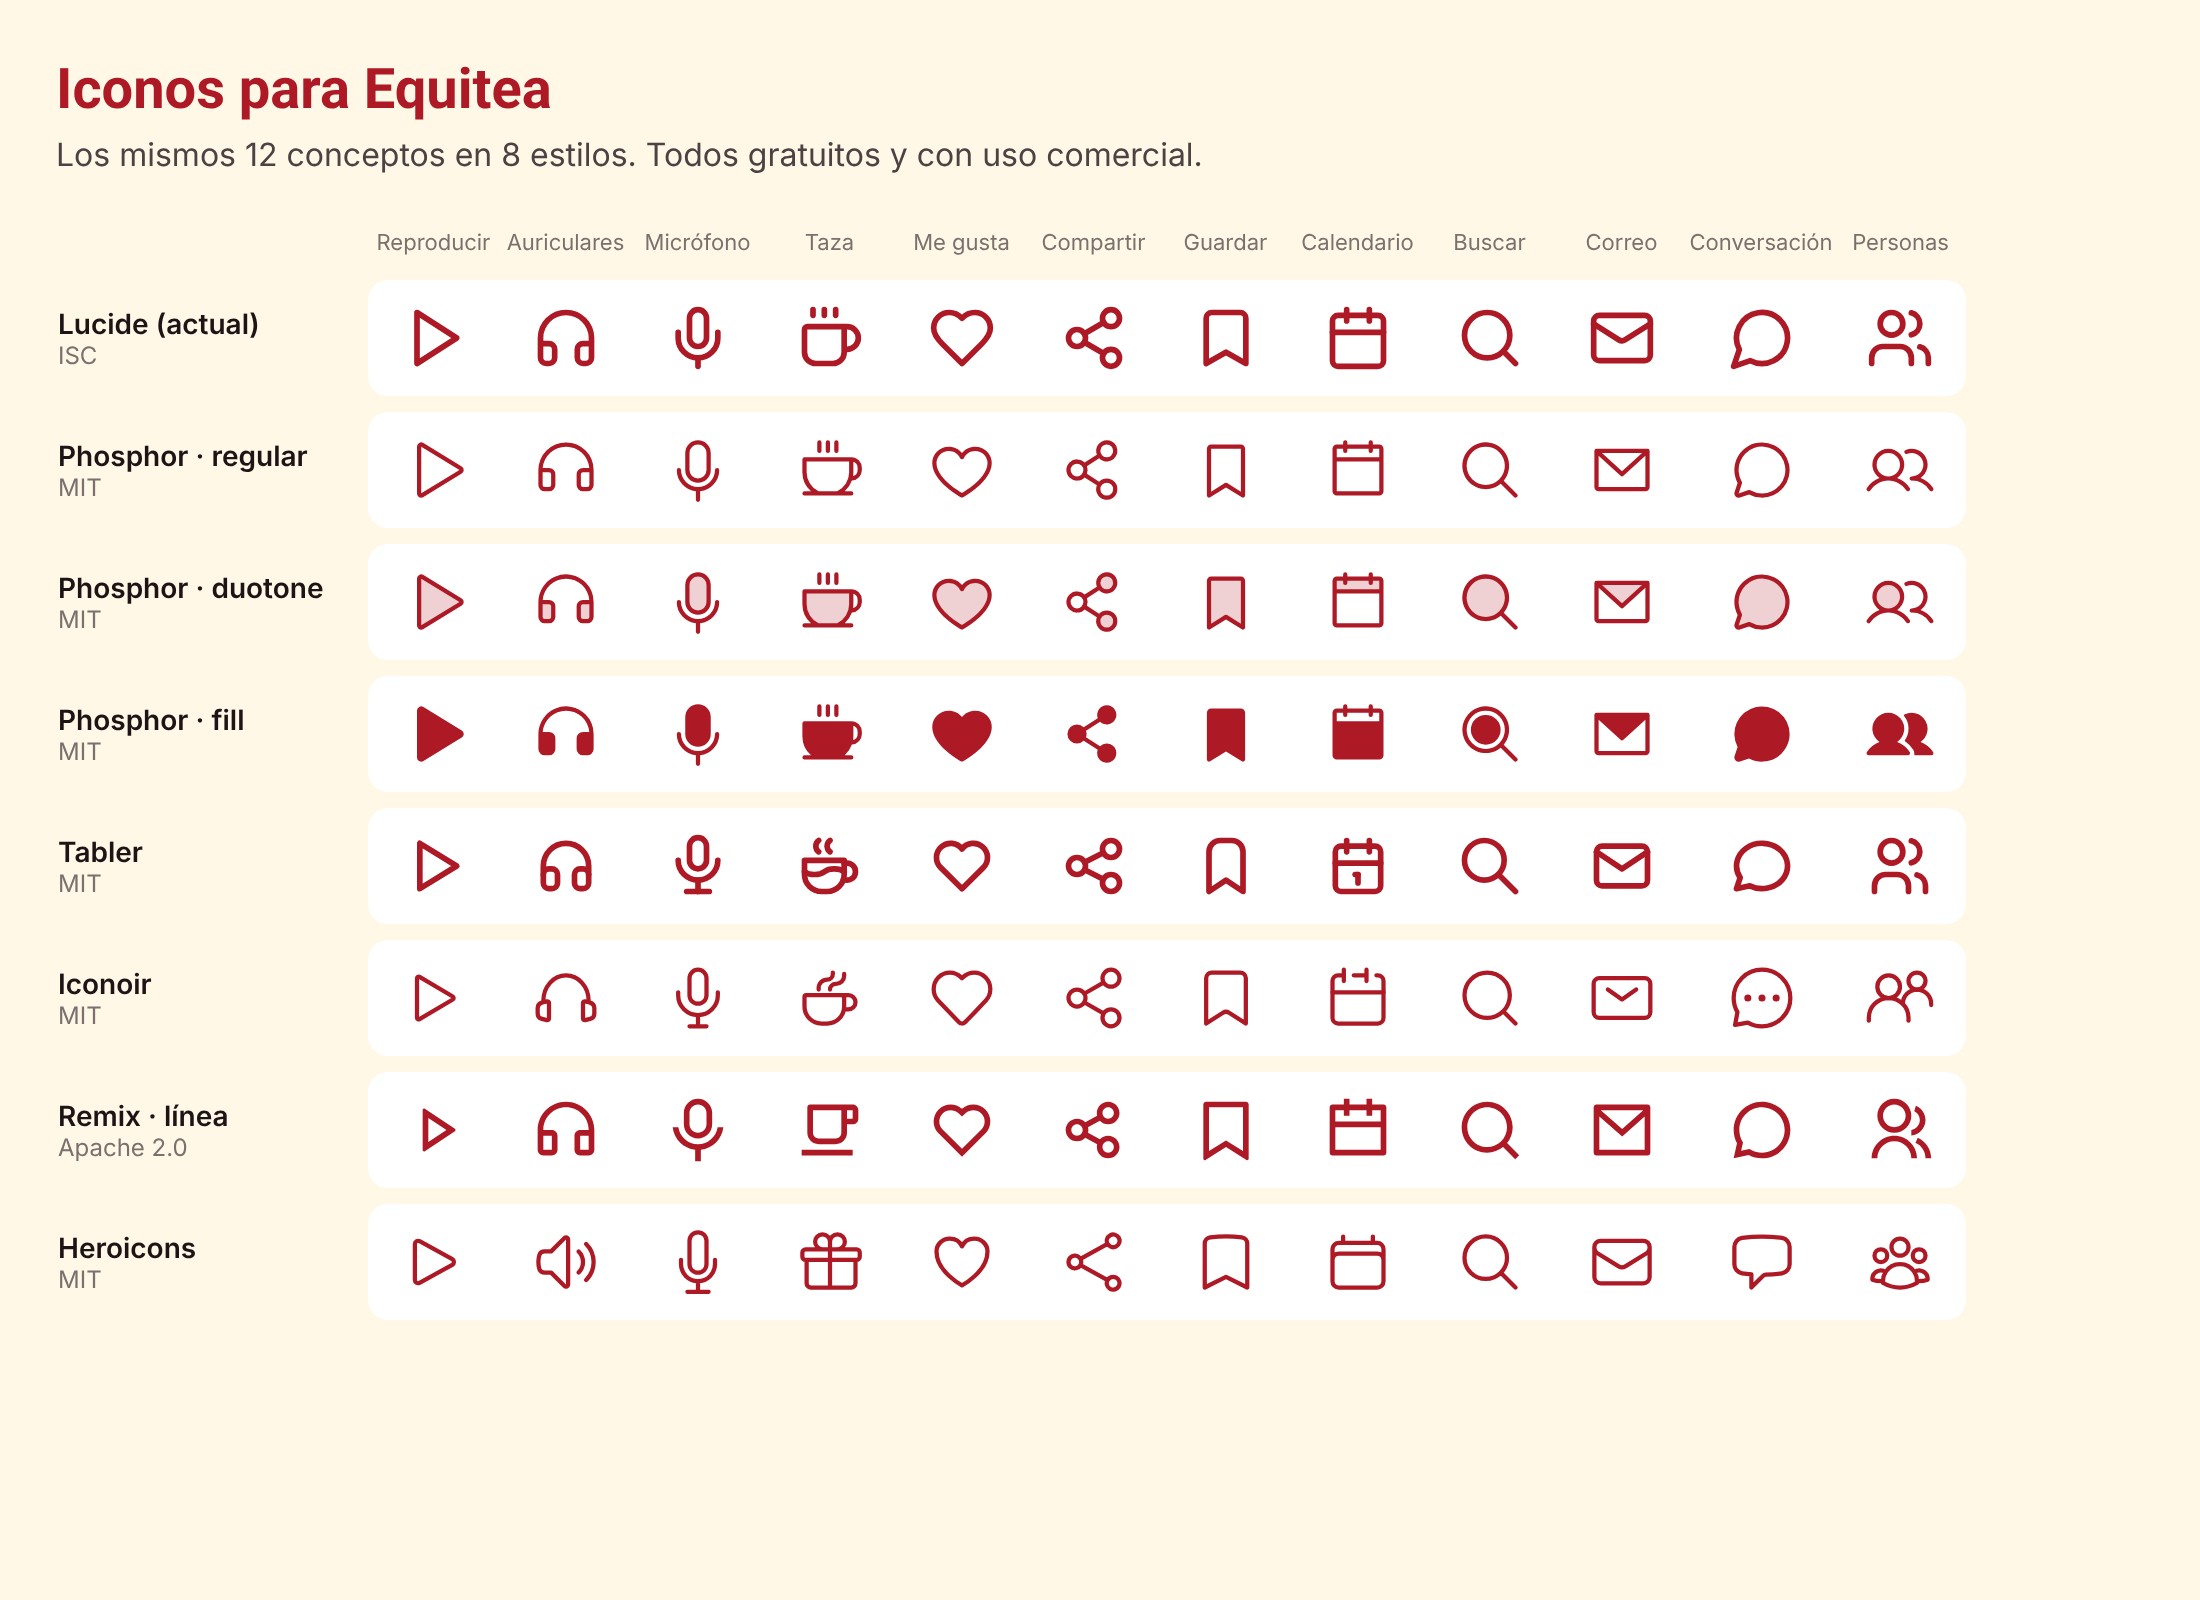 Iconos para Equitea
Los mismos 12 conceptos en 8 estilos. Todos gratuitos y con uso comercial.
Reproducir Auriculares Micrófono Taza Me gusta Compartir Guardar Calendario Buscar Correo Conversación Personas
Lucide (actual)
ISC
Phosphor · regular
MIT
Phosphor · duotone
MIT
Phosphor · fill
MIT
Tabler
MIT
Iconoir
MIT
Remix · línea
Apache 2.0
Heroicons
MIT